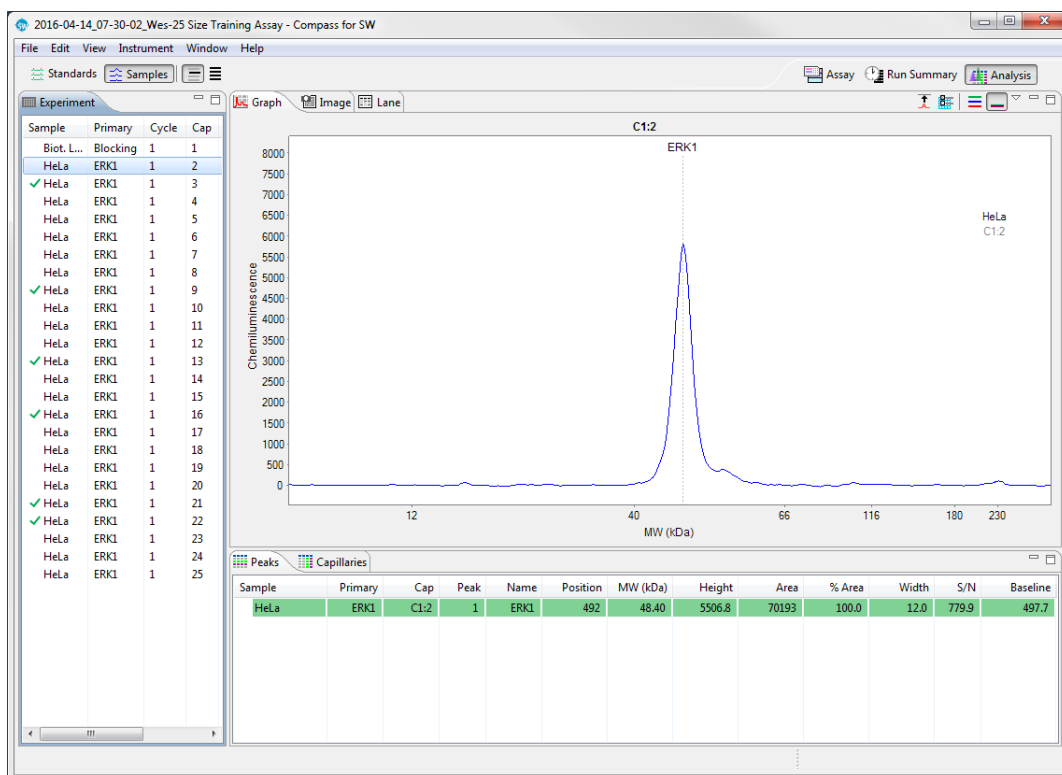 2016-04-14_07-30-02_Wes-25 Size Training Assay - Compass for SW
File Edit View Instrument Window Help
Standards Samples Assay Run Summary Analysis
Experiment
Sample Primary Cycle Cap
Biot. L... Blocking 1 1
HeLa ERK1 1 2
HeLa ERK1 1 3
HeLa ERK1 1 4
HeLa ERK1 1 5
HeLa ERK1 1 6
HeLa ERK1 1 7
HeLa ERK1 1 8
HeLa ERK1 1 9
HeLa ERK1 1 10
HeLa ERK1 1 11
HeLa ERK1 1 12
HeLa ERK1 1 13
HeLa ERK1 1 14
HeLa ERK1 1 15
HeLa ERK1 1 16
HeLa ERK1 1 17
HeLa ERK1 1 18
HeLa ERK1 1 19
HeLa ERK1 1 20
HeLa ERK1 1 21
HeLa ERK1 1 22
HeLa ERK1 1 23
HeLa ERK1 1 24
HeLa ERK1 1 25
Graph Image Lane
C1:2
ERK1
HeLa
C1:2
Chemiluminescence
8000
7500
7000
6500
6000
5500
5000
4500
4000
3500
3000
2500
2000
1500
1000
500
0
12 40 66 116 180 230
MW (kDa)
Peaks Capillaries
Sample Primary Cap Peak Name Position MW (kDa) Height Area % Area Width S/N Baseline
HeLa ERK1 C1:2 1 ERK1 492 48.40 5506.8 70193 100.0 12.0 779.9 497.7